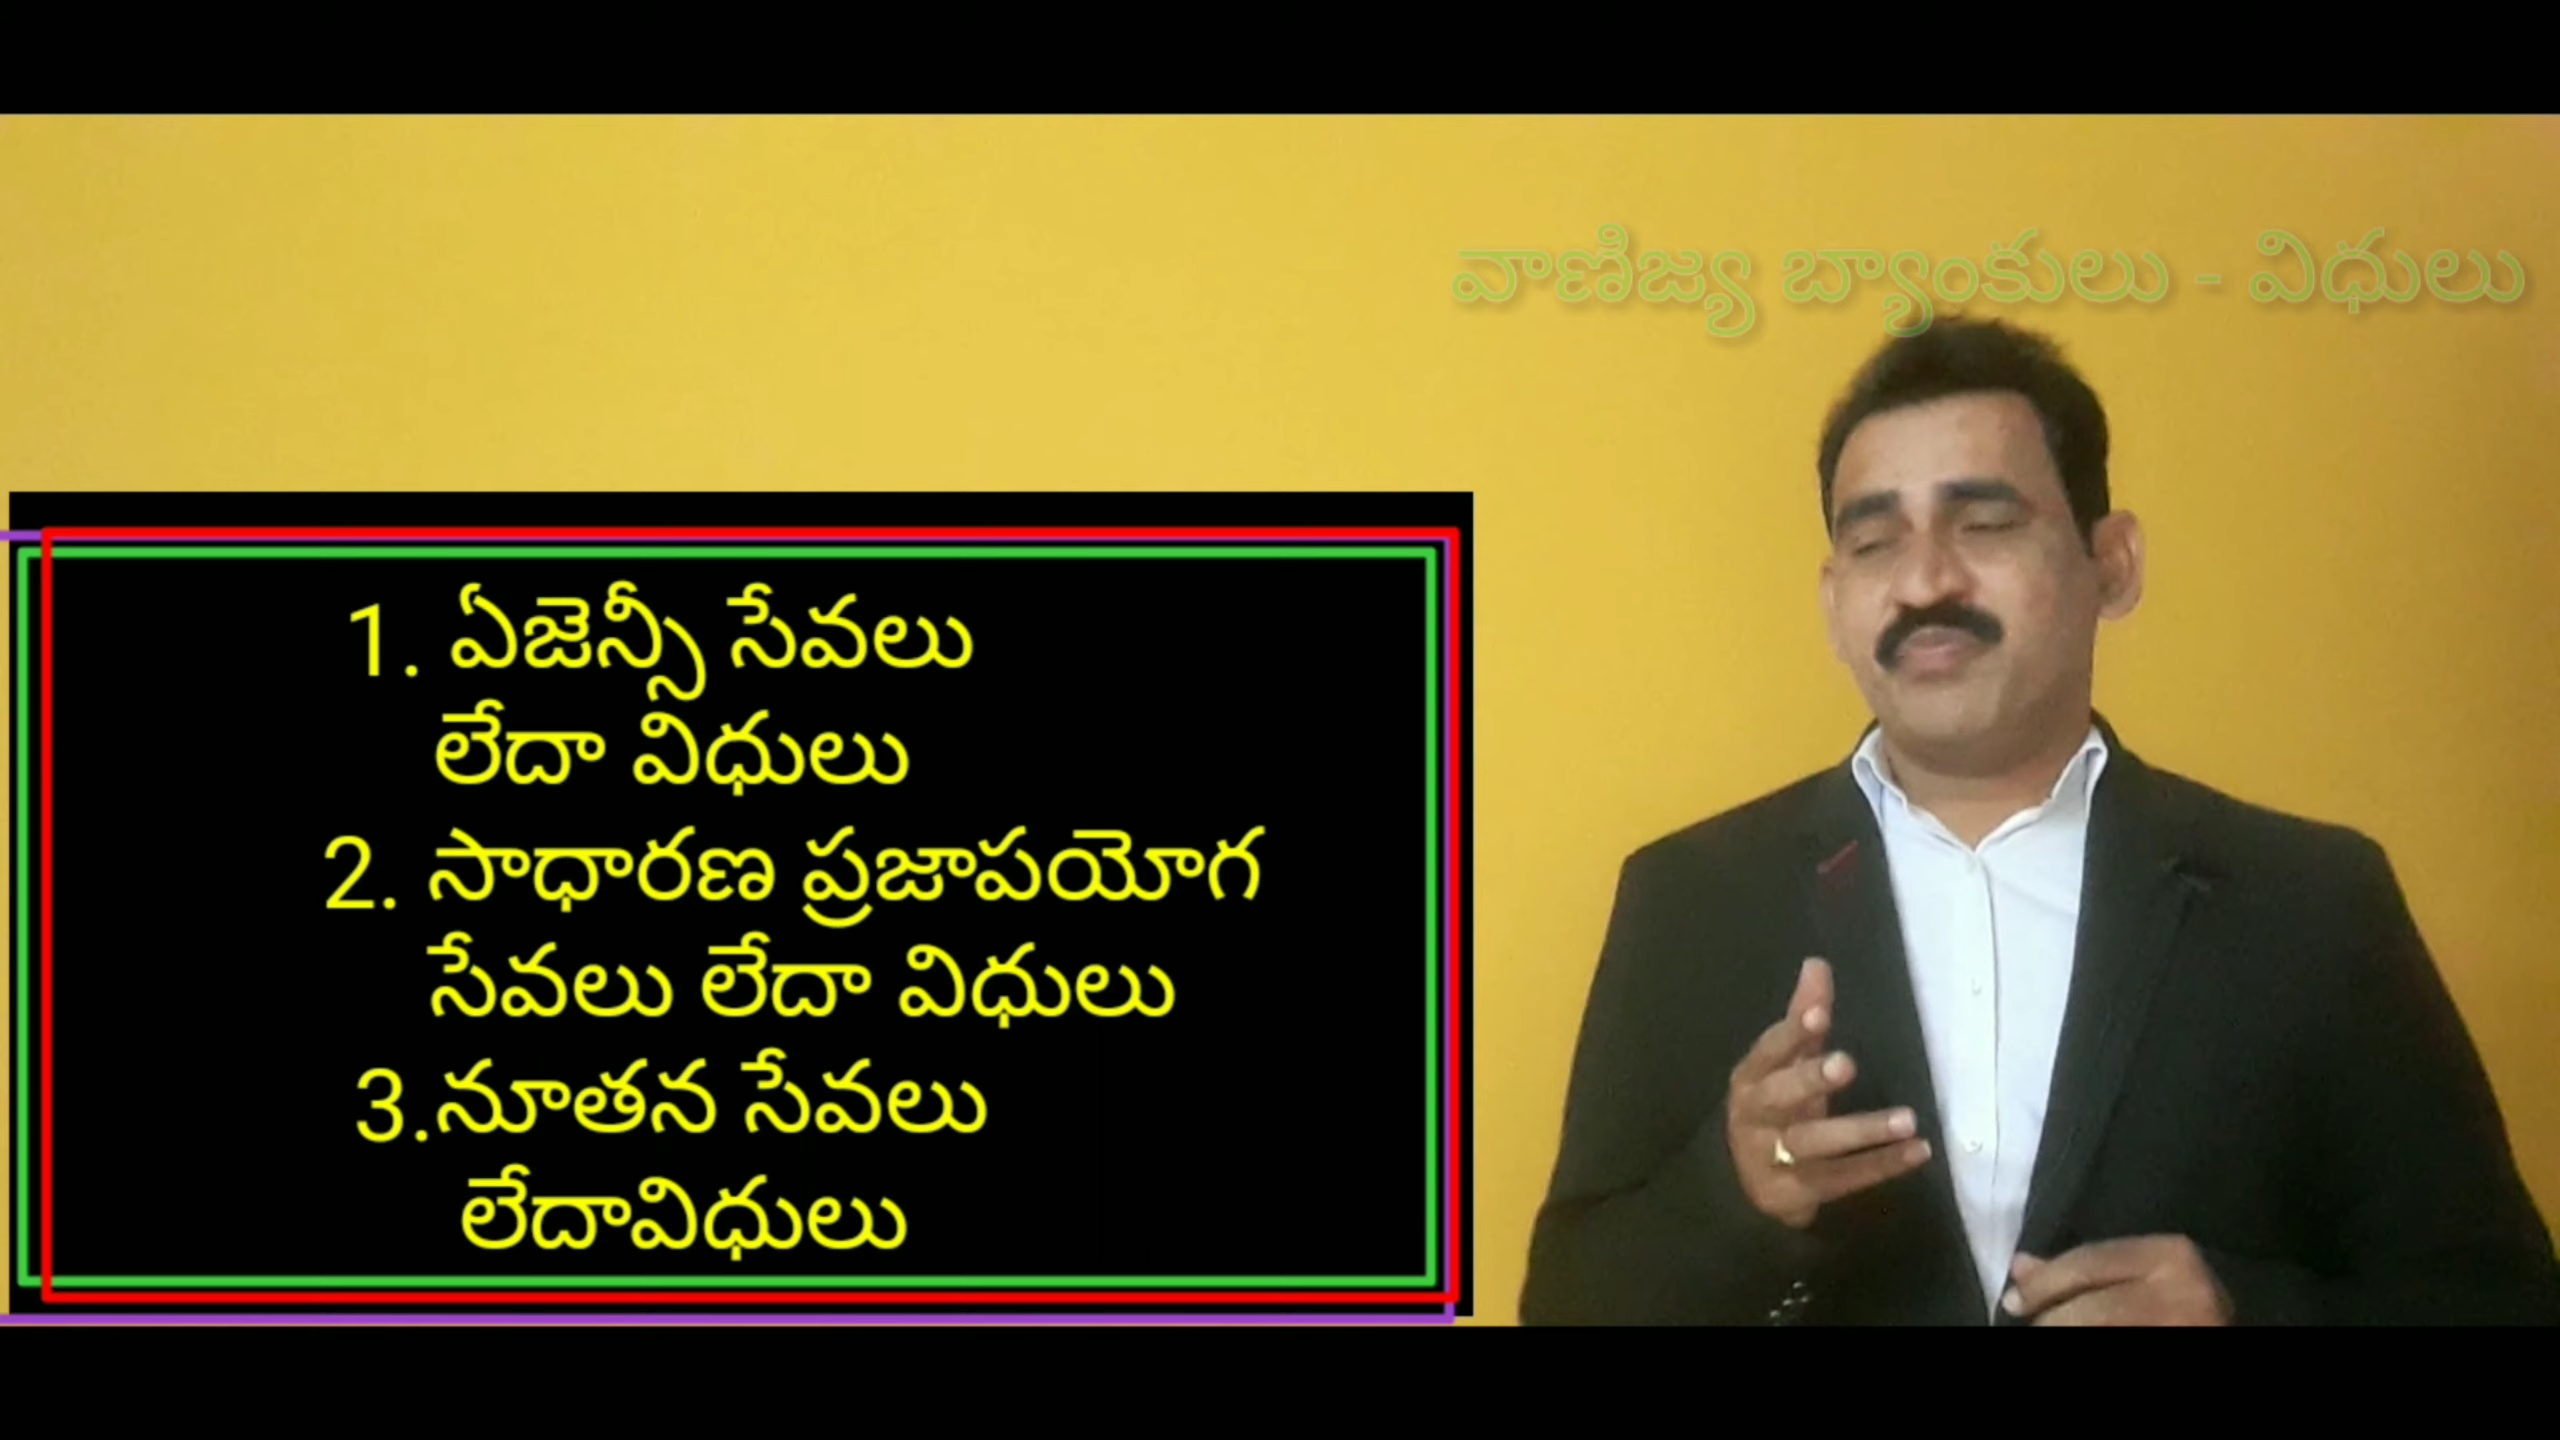 వాణిజ్య బ్యాంకులు - విధులు
1. ఏజెన్సీ సేవలు
లేదా విధులు
2. సాధారణ ప్రజాపయోగ
సేవలు లేదా విధులు
3.నూతన సేవలు
లేదావిధులు